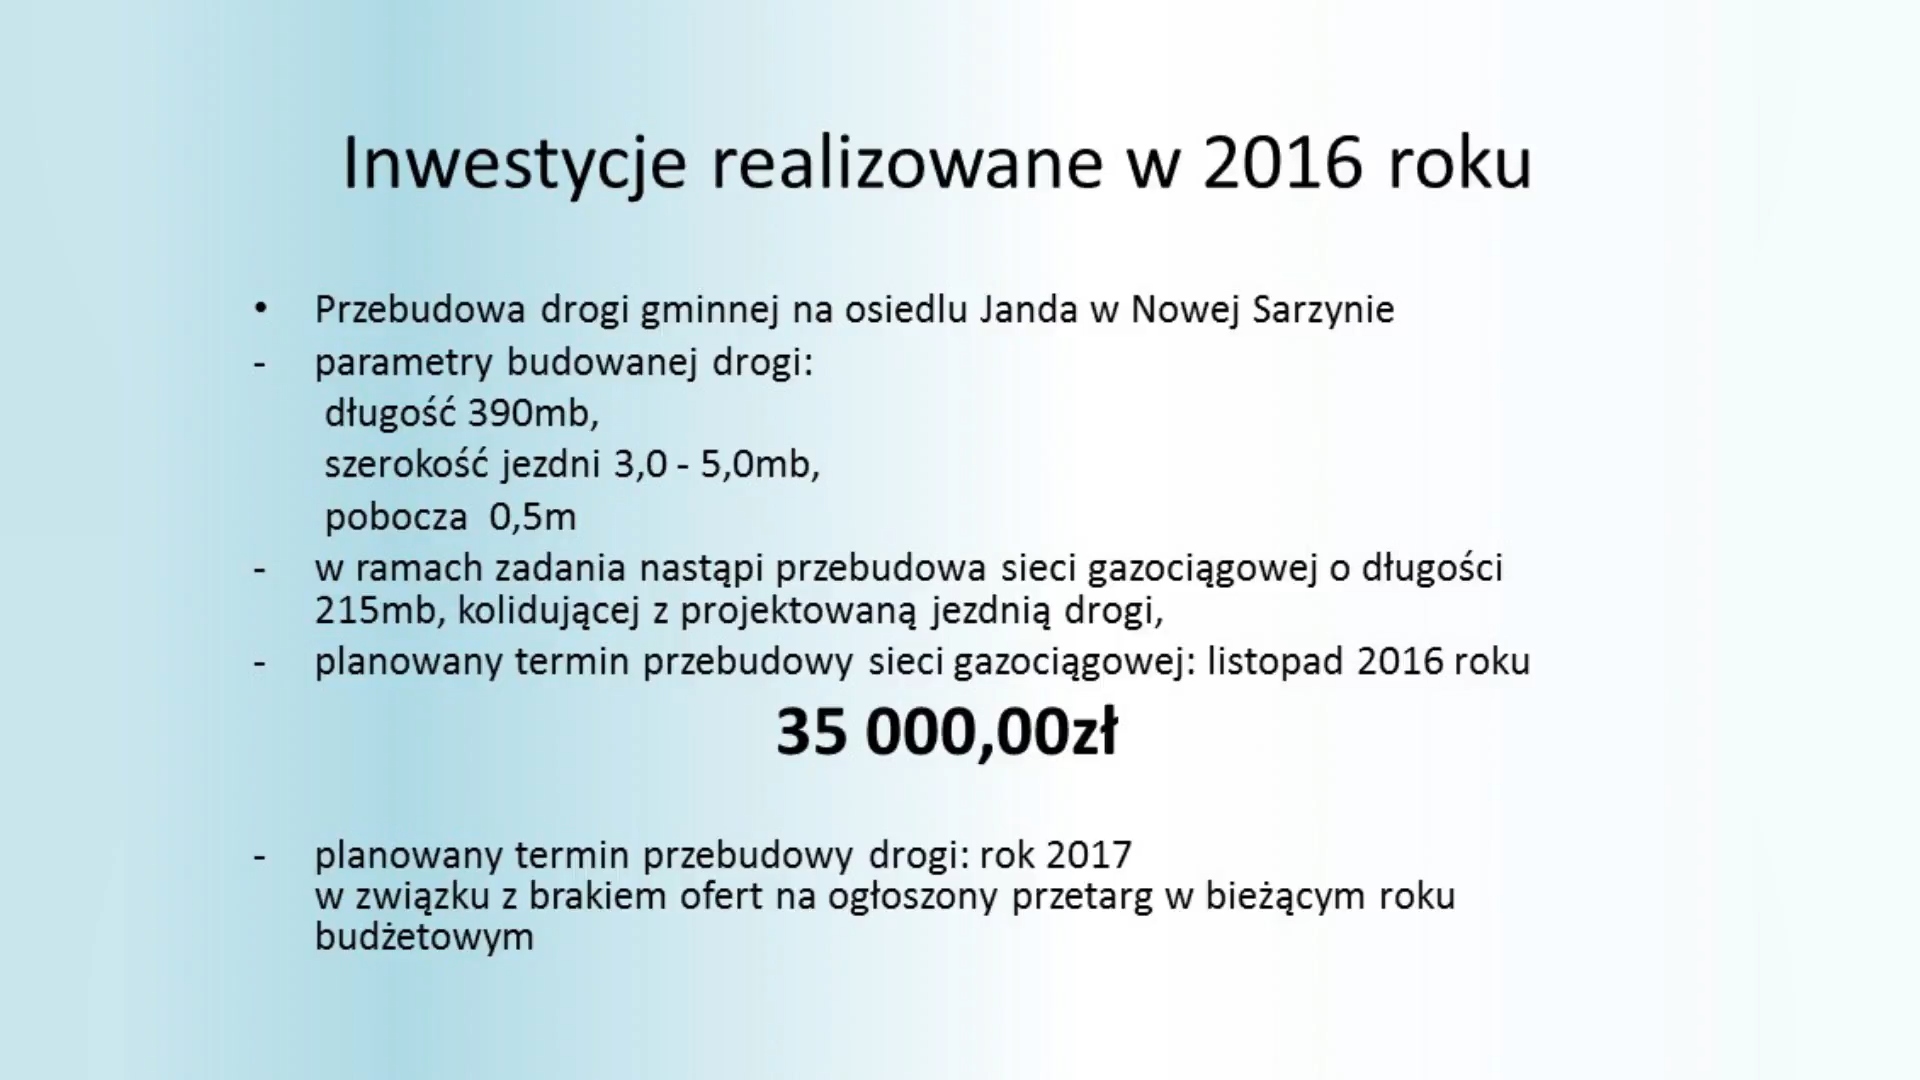 Inwestycje realizowane w 2016 roku
• Przebudowa drogi gminnej na osiedlu Janda w Nowej Sarzynie
- parametry budowanej drogi:
długość 390mb,
szerokość jezdni 3,0 - 5,0mb,
pobocza 0,5m
- w ramach zadania nastąpi przebudowa sieci gazociągowej o długości
215mb, kolidującej z projektowaną jezdnią drogi,
- planowany termin przebudowy sieci gazociągowej: listopad 2016 roku
35 000,00zł
- planowany termin przebudowy drogi: rok 2017
w związku z brakiem ofert na ogłoszony przetarg w bieżącym roku
budżetowym